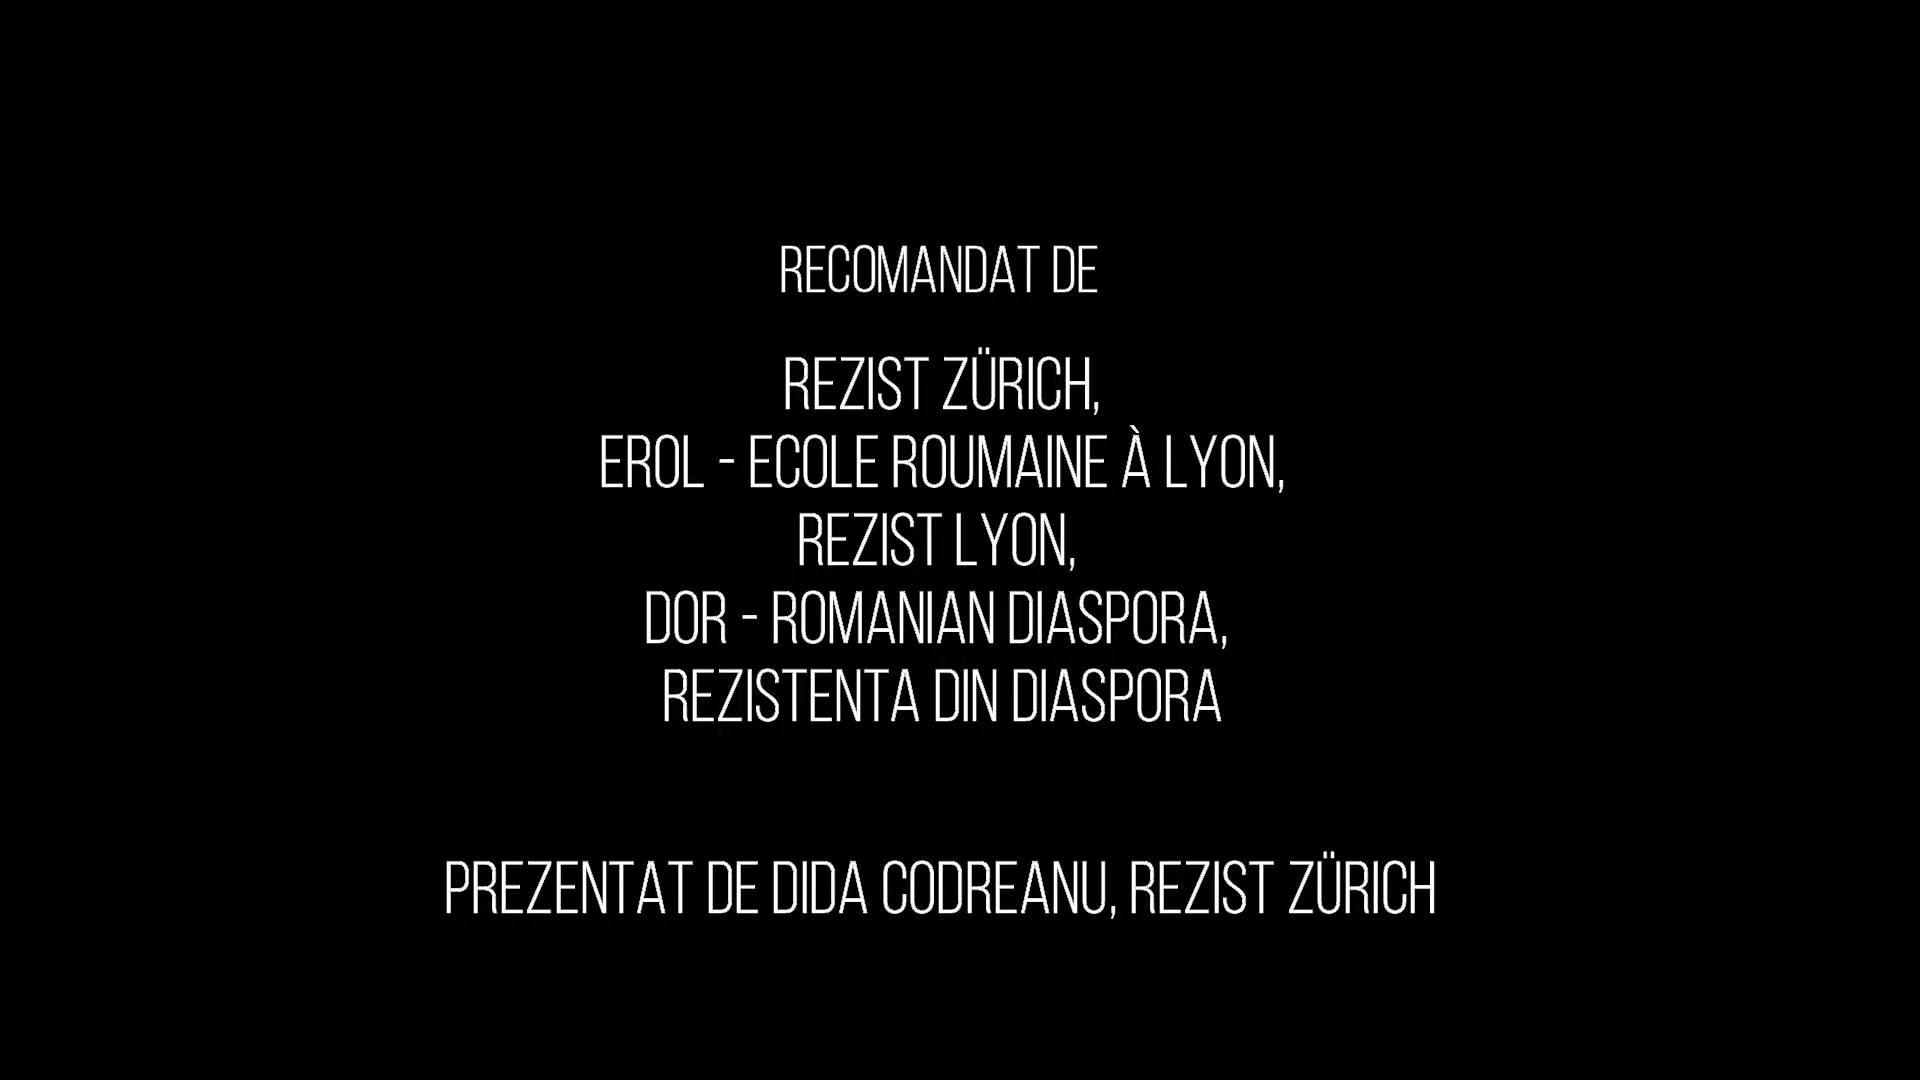 RECOMANDAT DE
REZIST ZÜRICH,
EROL - ECOLE ROUMAINE À LYON,
REZIST LYON,
DOR - ROMANIAN DIASPORA,
REZISTENTA DIN DIASPORA
PREZENTAT DE DIDA CODREANU, REZIST ZÜRICH